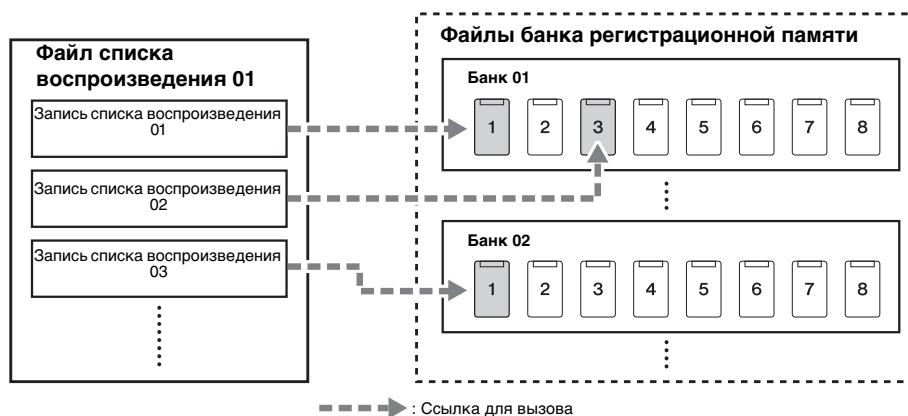 Файл списка
воспроизведения 01
Запись списка воспроизведения
01
Запись списка воспроизведения
02
Запись списка воспроизведения
03
Файлы банка регистрационной памяти
Банк 01
1 2 3 4 5 6 7 8
Банк 02
1 2 3 4 5 6 7 8
: Ссылка для вызова